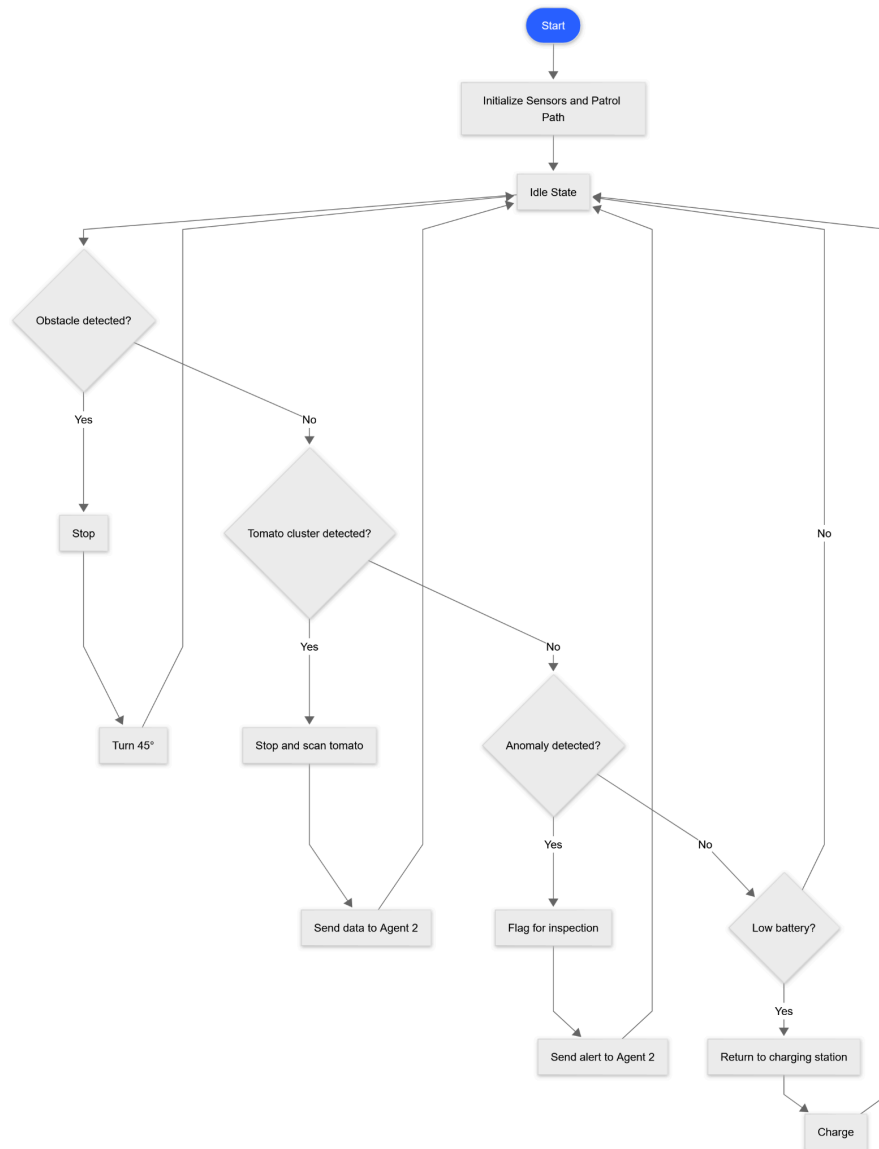 Start
Initialize Sensors and Patrol
Path
Idle State
Obstacle detected?
Yes
No
Stop
Tomato cluster detected?
No
Yes
No
Turn 45°
Stop and scan tomato
Anomaly detected?
Yes
No
Send data to Agent 2
Flag for inspection
Low battery?
Yes
Send alert to Agent 2
Return to charging station
Charge